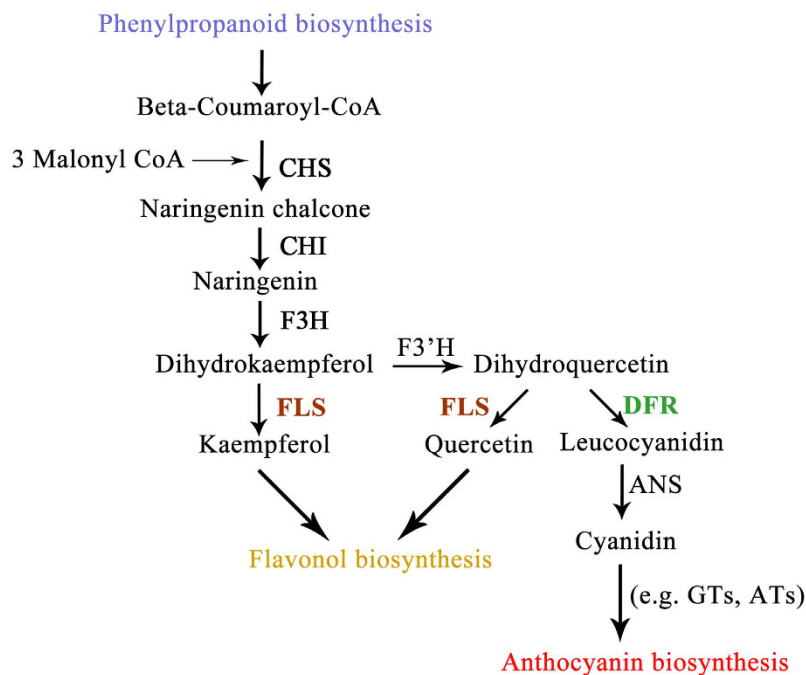 Phenylpropanoid biosynthesis
Beta-Coumaroyl-CoA
3 Malonyl CoA
CHS
Naringenin chalcone
CHI
Naringenin
F3H
Dihydrokaempferol
F3’H
Dihydroquercetin
FLS
FLS
DFR
Kaempferol
Quercetin
Leucocyanidin
ANS
Cyanidin
Flavonol biosynthesis
(e.g. GTs, ATs)
Anthocyanin biosynthesis